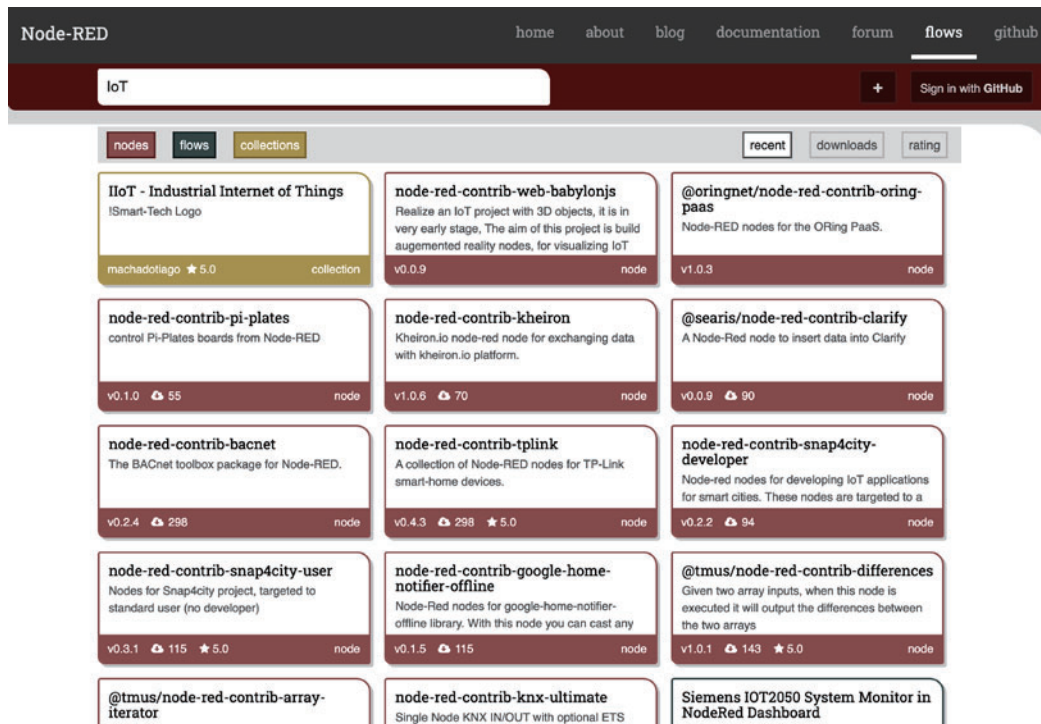 Node-RED
home about blog documentation forum flows github
IoT
+ Sign in with GitHub
nodes flows collections
recent downloads rating
IIoT - Industrial Internet of Things
!Smart-Tech Logo
machadotiago ★ 5.0 collection
node-red-contrib-web-babylonjs
Realize an IoT project with 3D objects, it is in
very early stage, The aim of this project is build
augemented reality nodes, for visualizing IoT
v0.0.9 node
@oringnet/node-red-contrib-oring-
paas
Node-RED nodes for the ORing PaaS.
v1.0.3 node
node-red-contrib-pi-plates
control Pi-Plates boards from Node-RED
v0.1.0 55 node
node-red-contrib-kheiron
Kheiron.io node-red node for exchanging data
with kheiron.io platform.
v1.0.6 70 node
@searis/node-red-contrib-clarify
A Node-Red node to insert data into Clarify
v0.0.9 90 node
node-red-contrib-bacnet
The BACnet toolbox package for Node-RED.
v0.2.4 298 node
node-red-contrib-tplink
A collection of Node-RED nodes for TP-Link
smart-home devices.
v0.4.3 298 ★ 5.0 node
node-red-contrib-snap4city-
developer
Node-red nodes for developing IoT applications
for smart cities. These nodes are targeted to a
v0.2.2 94 node
node-red-contrib-snap4city-user
Nodes for Snap4city project, targeted to
standard user (no developer)
v0.3.1 115 ★ 5.0 node
node-red-contrib-google-home-
notifier-offline
Node-Red nodes for google-home-notifier-
offline library. With this node you can cast any
v0.1.5 115 node
@tmus/node-red-contrib-differences
Given two array inputs, when this node is
executed it will output the differences between
the two arrays
v1.0.1 143 ★ 5.0 node
@tmus/node-red-contrib-array-
iterator
node-red-contrib-knx-ultimate
Single Node KNX IN/OUT with optional ETS
Siemens IOT2050 System Monitor in
NodeRed Dashboard